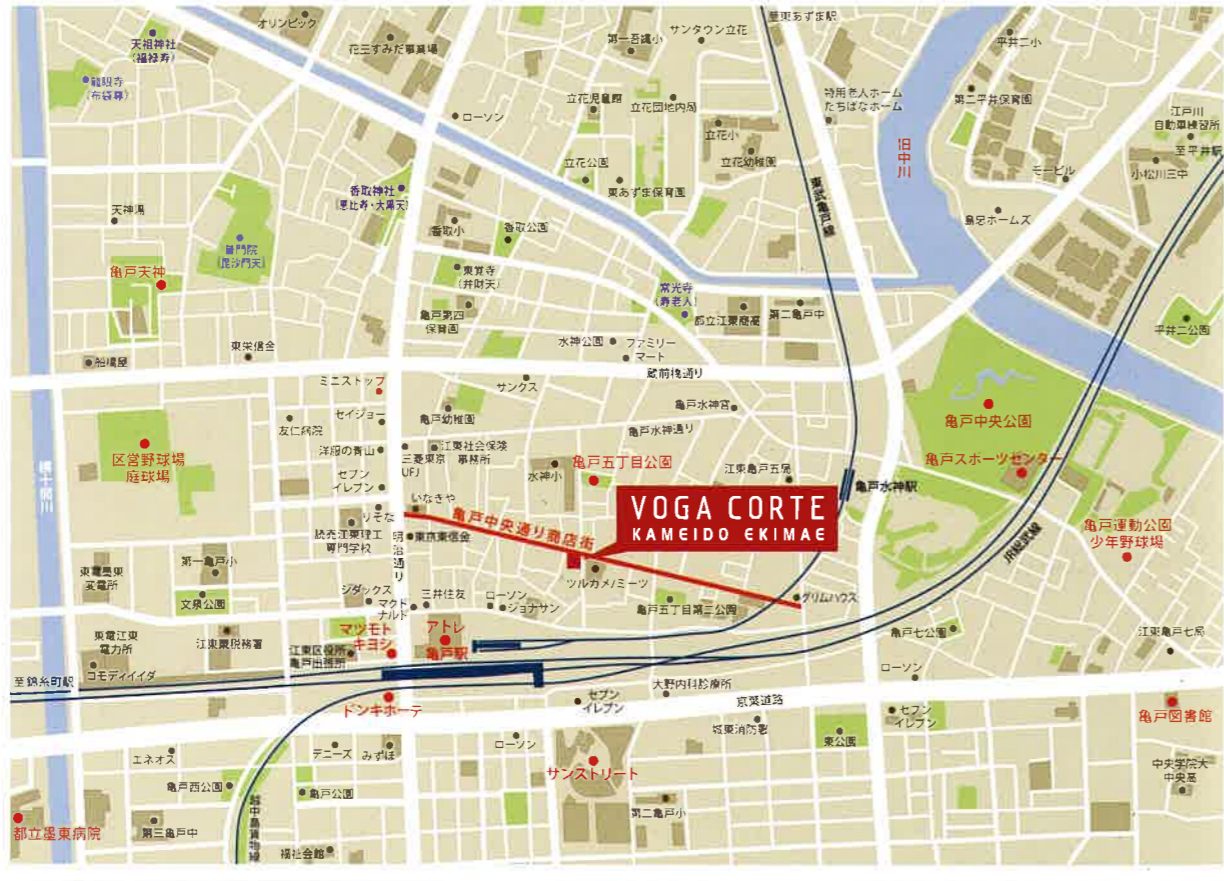 オリンピック
天祖神社
(福禄寿)
花王すみだ事業場
第一吾嬬小
サンタウン立花
至東あずま駅
平井二小
龍眼寺
(布袋尊)
ローソン
立花児童館
立花団地内局
特用老人ホーム
たちばなホーム
第二平井保育園
江戸川
自動車練習所
至平井駅
立花小
立花幼稚園
旧中川
モービル
小松川三中
立花公園
東あずま保育園
香取神社
(恵比寿・大黒天)
天神湯
香取小
香取公園
島忠ホームズ
普門院
(毘沙門天)
亀戸天神
東覚寺
(弁財天)
常光寺
(寿老人)
亀戸第四
保育園
都立江東商高
第二亀戸中
平井二公園
船橋屋
東栄信金
水神公園
ファミリー
マート
蔵前橋通り
ミニストップ
サンクス
セイジョー
友仁病院
亀戸幼稚園
亀戸水神宮
亀戸水神通り
亀戸中央公園
区営野球場
庭球場
洋服の青山
三菱東京
UFJ
江東社会保険
事務所
水神小
亀戸五丁目公園
江東亀戸五局
亀戸スポーツセンター
セブン
イレブン
亀戸水神駅
横十間川
いなきや
りそな
亀戸中央通り商店街
VOGA CORTE
KAMEIDO EKIMAE
読売江東理工
専門学校
明治通り
東京東信金
亀戸運動公園
少年野球場
JR総武線
第一亀戸小
東電墨東
変電所
ツルカメ/ミーツ
シダックス
マクド
ナルド
三井住友
ローソン
ジョナサン
亀戸五丁目第二公園
グリムハウス
文泉公園
東電江東
電力所
江東東税務署
マツモト
キヨシ
アトレ
亀戸駅
江東区役所
亀戸出張所
亀戸七公園
江東亀戸七局
コモディイイダ
至錦糸町駅
ドンキホーテ
セブン
イレブン
大野内科診療所
京葉道路
ローソン
セブン
イレブン
亀戸図書館
城東消防署
東公園
エネオス
デニーズ
みずほ
ローソン
サンストリート
中央学院大
中央高
亀戸西公園
亀戸公園
第二亀戸小
都立墨東病院
第三亀戸中
越中島貨物線
福祉会館